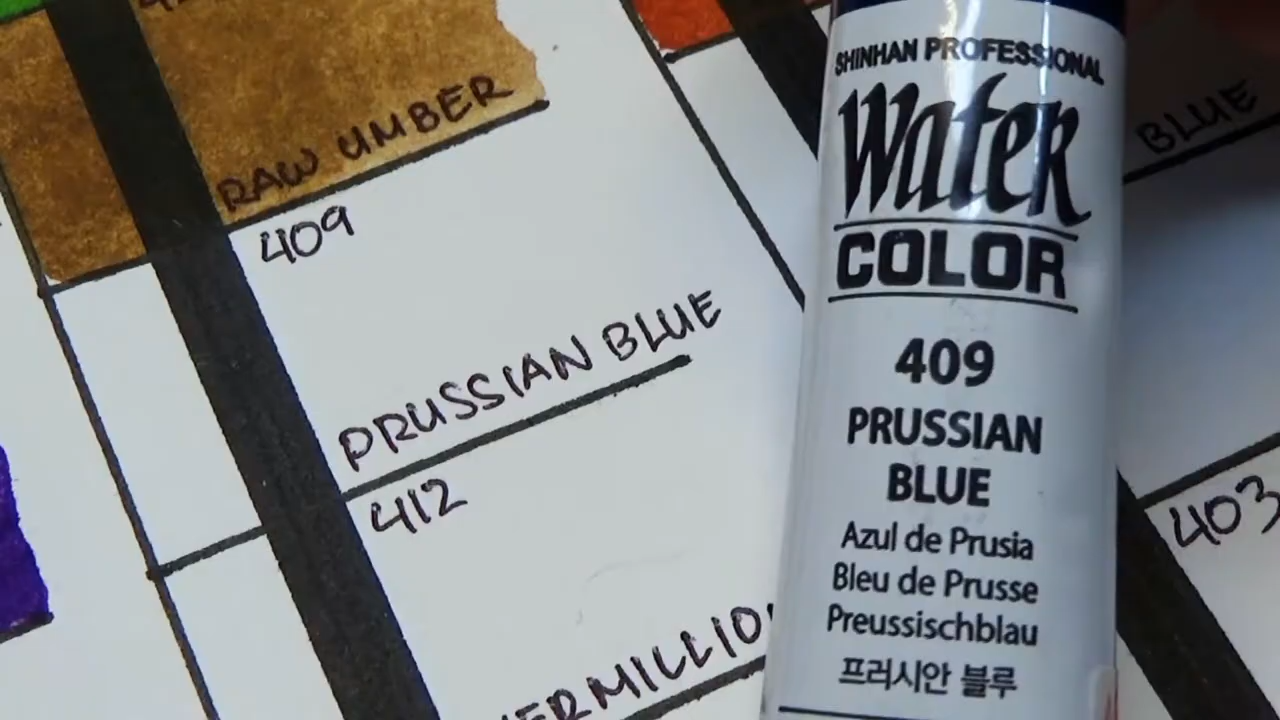 RAW UMBER
409
PRUSSIAN BLUE
412
VERMILLIO
SHINHAN PROFESSIONAL
Water
COLOR
409
PRUSSIAN
BLUE
Azul de Prusia
Bleu de Prusse
Preussischblau
프러시안 블루
BLUE
403